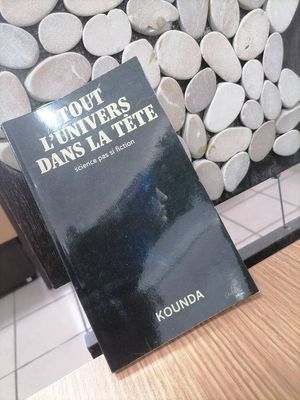 TOUT
L'UNIVERS
DANS LA TÊTE
science pas si fiction
KOUNDA